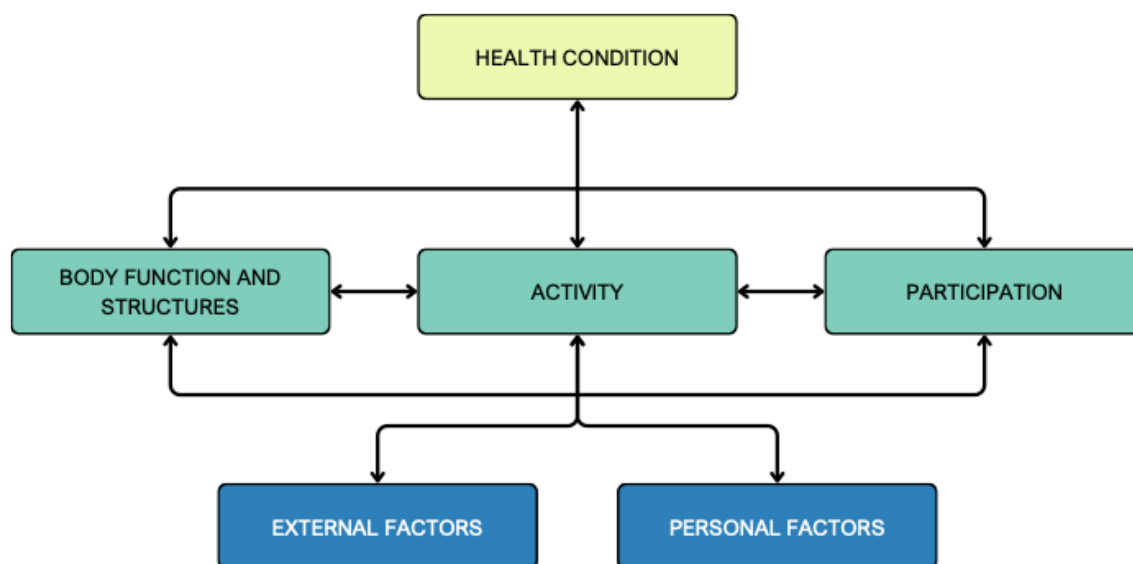 HEALTH CONDITION
BODY FUNCTION AND
STRUCTURES
ACTIVITY
PARTICIPATION
EXTERNAL FACTORS
PERSONAL FACTORS